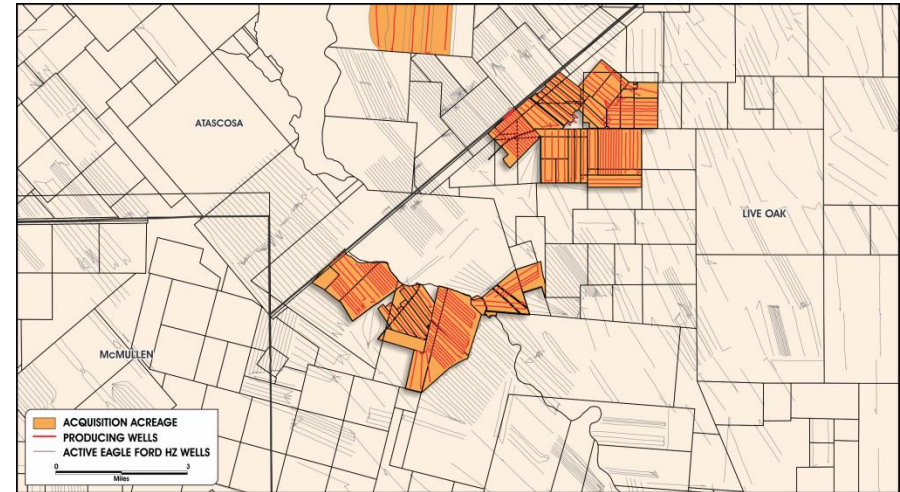 ATASCOSA
LIVE OAK
McMULLEN
ACQUISITION ACREAGE
PRODUCING WELLS
ACTIVE EAGLE FORD HZ WELLS
0 3
Miles